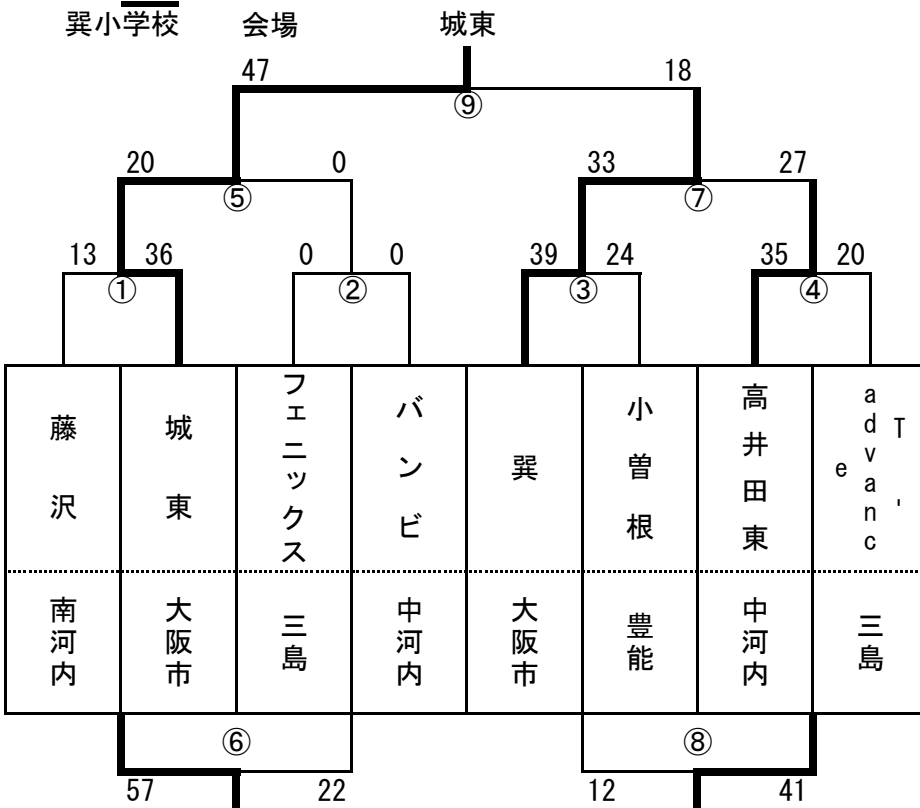 巽小学校 会場 城東
47 18
⑨
20 0 33 27
⑤ ⑦
13 36 0 0 39 24 35 20
① ② ③ ④
藤沢
城東
フェニックス
バンビ
巽
小曽根
高井田東
T'advance
南河内
大阪市
三島
中河内
大阪市
豊能
中河内
三島
⑥ ⑧
57 22 12 41